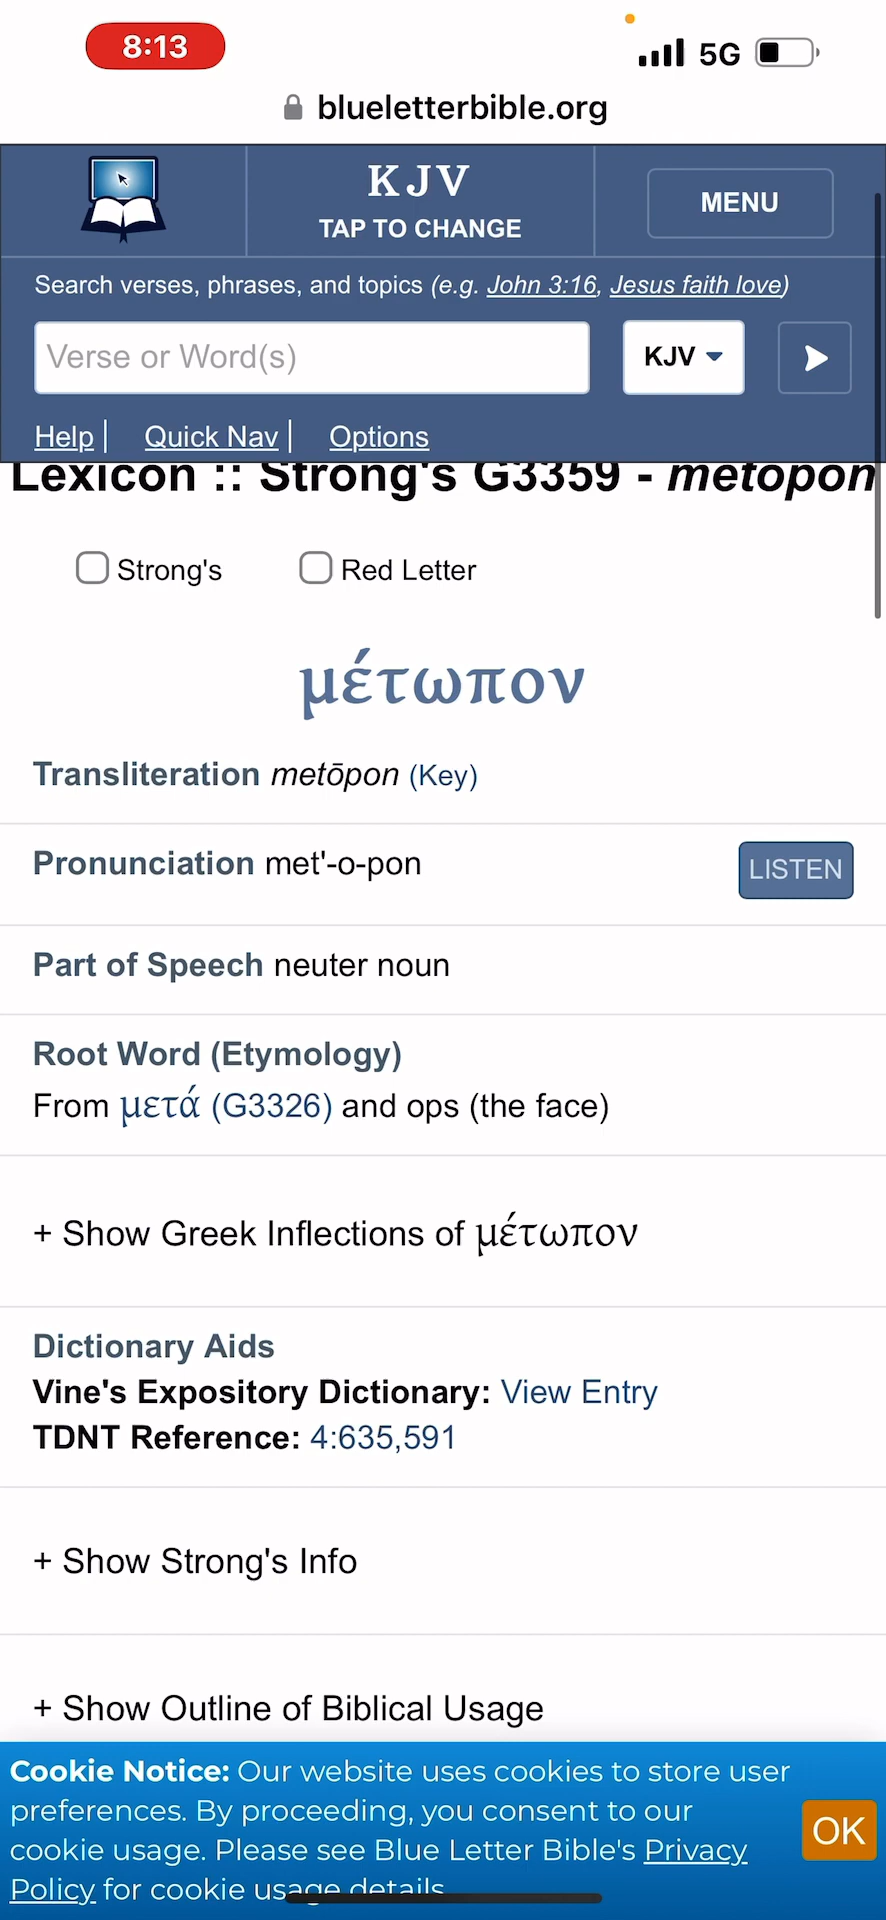 8:13
5G
blueletterbible.org
KJV
TAP TO CHANGE
MENU
Search verses, phrases, and topics (e.g. John 3:16, Jesus faith love)
Verse or Word(s)
KJV
Help | Quick Nav | Options
Lexicon :: Strong's G3359 - metōpon
Strong's
Red Letter
μέτωπον
Transliteration metōpon (Key)
Pronunciation met'-o-pon
LISTEN
Part of Speech neuter noun
Root Word (Etymology)
From μετά (G3326) and ops (the face)
+ Show Greek Inflections of μέτωπον
Dictionary Aids
Vine's Expository Dictionary: View Entry
TDNT Reference: 4:635,591
+ Show Strong's Info
+ Show Outline of Biblical Usage
Cookie Notice: Our website uses cookies to store user
preferences. By proceeding, you consent to our
cookie usage. Please see Blue Letter Bible's Privacy
Policy for cookie usage details
OK